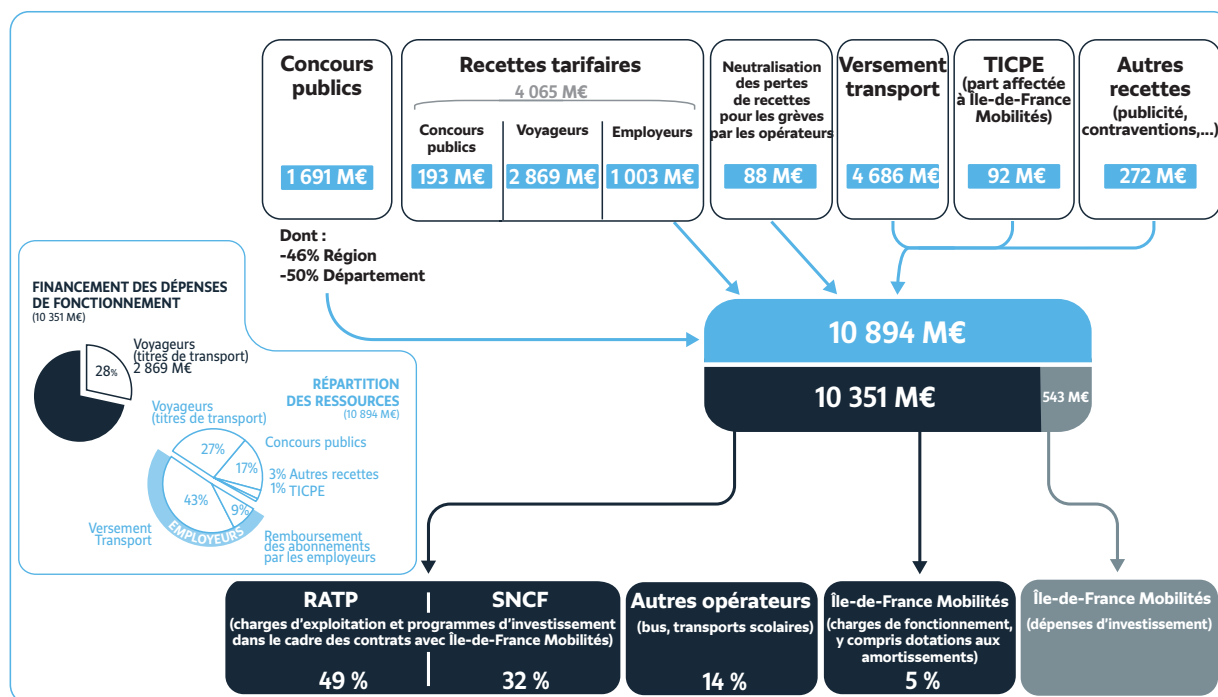 Concours
publics
1 691 M€
Recettes tarifaires
4 065 M€
Concours
publics
193 M€
Voyageurs
2 869 M€
Employeurs
1 003 M€
Neutralisation
des pertes
de recettes
pour les grèves
par les opérateurs
88 M€
Versement
transport
4 686 M€
TICPE
(part affectée
à Île-de-France
Mobilités)
92 M€
Autres
recettes
(publicité,
contraventions,...)
272 M€
Dont :
-46% Région
-50% Département
FINANCEMENT DES DÉPENSES
DE FONCTIONNEMENT
(10 351 M€)
Voyageurs
(titres de transport)
2 869 M€
28%
RÉPARTITION
DES RESSOURCES
(10 894 M€)
Voyageurs
(titres de transport)
27%
Concours publics
17%
3% Autres recettes
1% TICPE
43%
9%
EMPLOYEURS
Versement
Transport
Remboursement
des abonnements
par les employeurs
10 894 M€
10 351 M€
543 M€
RATP
SNCF
(charges d'exploitation et programmes d'investissement
dans le cadre des contrats avec Île-de-France Mobilités)
49 %
32 %
Autres opérateurs
(bus, transports scolaires)
14 %
Île-de-France Mobilités
(charges de fonctionnement,
y compris dotations aux
amortissements)
5 %
Île-de-France Mobilités
(dépenses d'investissement)